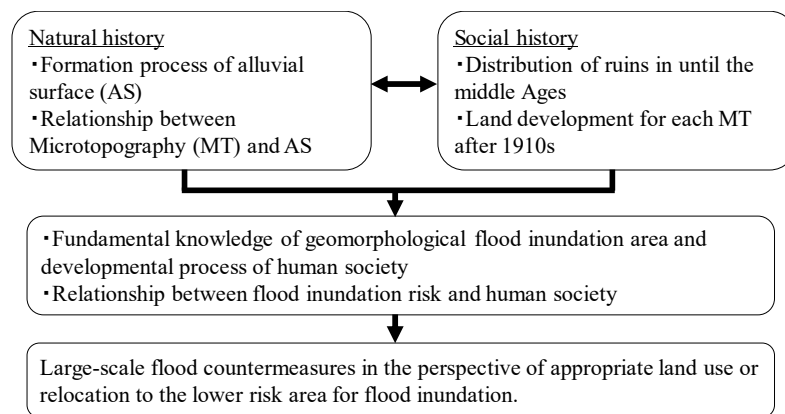 Natural history
・Formation process of alluvial
surface (AS)
・Relationship between
Microtopography (MT) and AS
Social history
・Distribution of ruins in until the
middle Ages
・Land development for each MT
after 1910s
・Fundamental knowledge of geomorphological flood inundation area and
developmental process of human society
・Relationship between flood inundation risk and human society
Large-scale flood countermeasures in the perspective of appropriate land use or
relocation to the lower risk area for flood inundation.